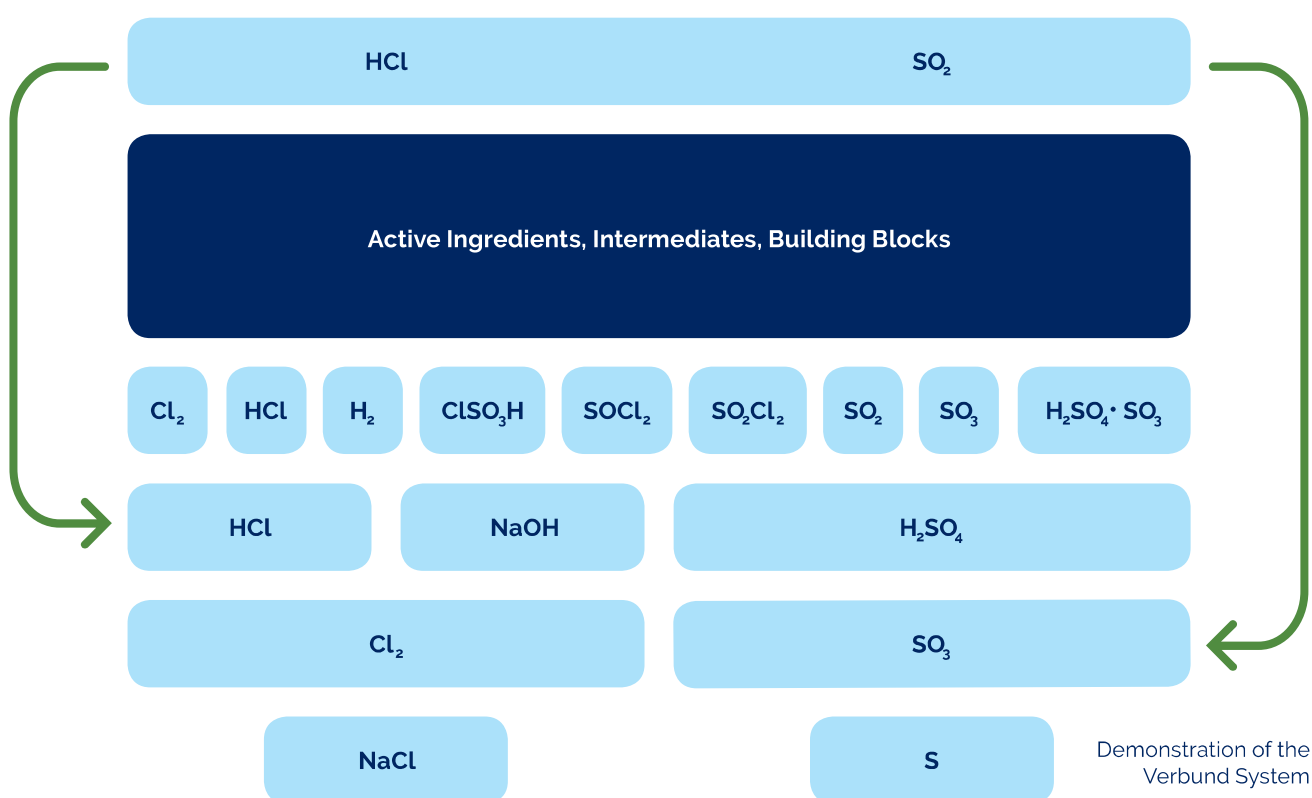 HCl SO₂
Active Ingredients, Intermediates, Building Blocks
Cl₂ HCl H₂ ClSO₃H SOCl₂ SO₂Cl₂ SO₂ SO₃ H₂SO₄• SO₃
HCl NaOH H₂SO₄
Cl₂ SO₃
NaCl S
Demonstration of the
Verbund System